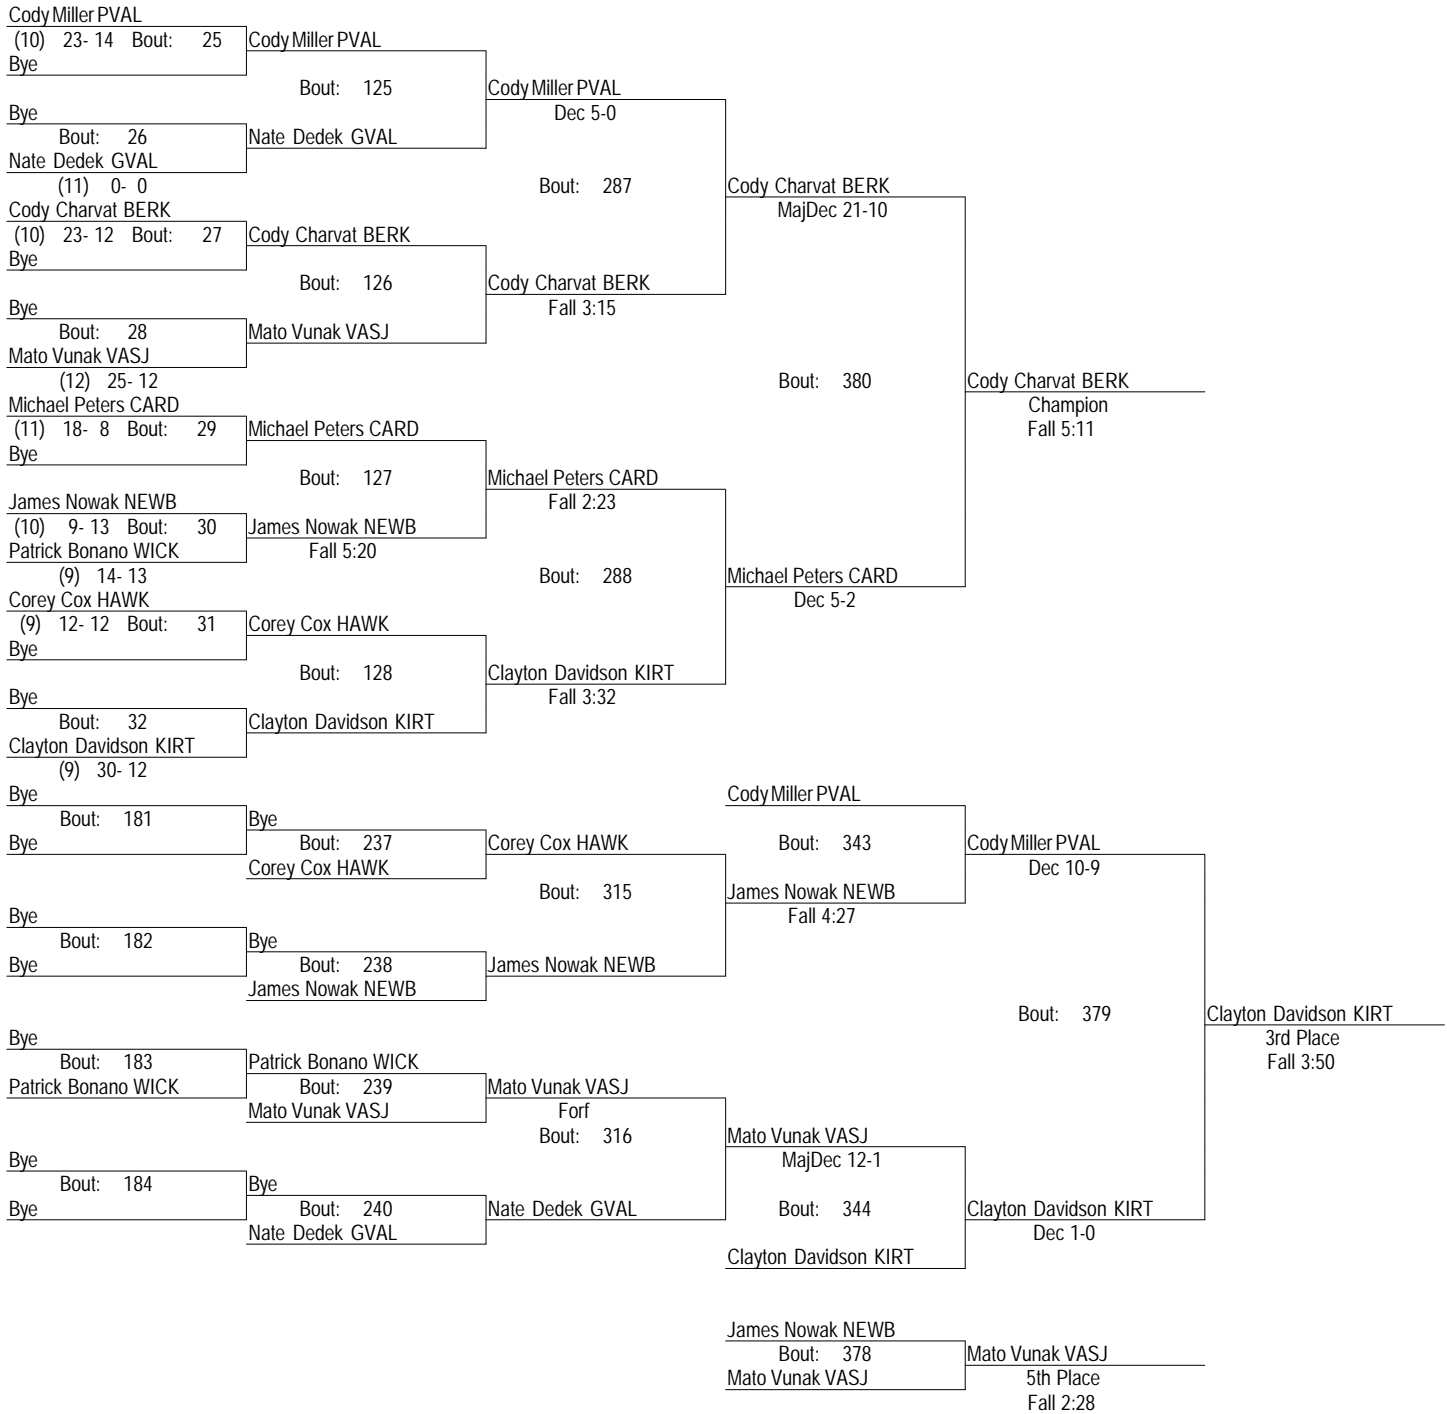 Cody Miller PVAL
(10) 23- 14 Bout: 25 Cody Miller PVAL
Bye
Bout: 125 Cody Miller PVAL
Bye Dec 5-0
Bout: 26 Nate Dedek GVAL
Nate Dedek GVAL
(11) 0- 0 Bout: 287 Cody Charvat BERK
Cody Charvat BERK MajDec 21-10
(10) 23- 12 Bout: 27 Cody Charvat BERK
Bye
Bout: 126 Cody Charvat BERK
Bye Fall 3:15
Bout: 28 Mato Vunak VASJ
Mato Vunak VASJ
(12) 25- 12 Bout: 380 Cody Charvat BERK
Michael Peters CARD Champion
(11) 18- 8 Bout: 29 Michael Peters CARD Fall 5:11
Bye
Bout: 127 Michael Peters CARD
James Nowak NEWB Fall 2:23
(10) 9- 13 Bout: 30 James Nowak NEWB
Patrick Bonano WICK Fall 5:20
(9) 14- 13 Bout: 288 Michael Peters CARD
Corey Cox HAWK Dec 5-2
(9) 12- 12 Bout: 31 Corey Cox HAWK
Bye
Bout: 128 Clayton Davidson KIRT
Bye Fall 3:32
Bout: 32 Clayton Davidson KIRT
Clayton Davidson KIRT
(9) 30- 12
Bye Cody Miller PVAL
Bout: 181 Bye
Bye Bout: 237 Corey Cox HAWK Bout: 343 Cody Miller PVAL
Corey Cox HAWK Dec 10-9
Bout: 315 James Nowak NEWB
Bye Fall 4:27
Bout: 182 Bye
Bye Bout: 238 James Nowak NEWB
James Nowak NEWB
Bout: 379 Clayton Davidson KIRT
Bye 3rd Place
Bout: 183 Patrick Bonano WICK Fall 3:50
Patrick Bonano WICK Bout: 239 Mato Vunak VASJ
Mato Vunak VASJ Forf
Bout: 316 Mato Vunak VASJ
Bye MajDec 12-1
Bout: 184 Bye
Bye Bout: 240 Nate Dedek GVAL Bout: 344 Clayton Davidson KIRT
Nate Dedek GVAL Dec 1-0
Clayton Davidson KIRT
James Nowak NEWB
Bout: 378 Mato Vunak VASJ
Mato Vunak VASJ 5th Place
Fall 2:28